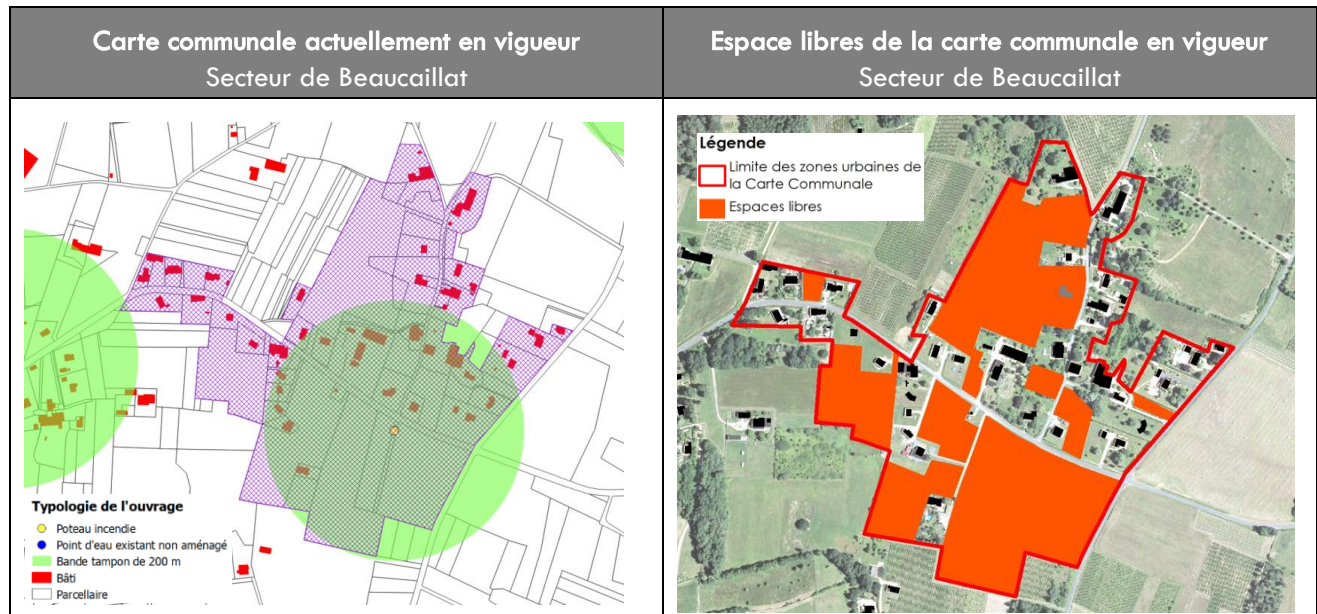 Carte communale actuellement en vigueur
Secteur de Beaucaillat
Espace libres de la carte communale en vigueur
Secteur de Beaucaillat
Typologie de l'ouvrage
Poteau incendie
Point d'eau existant non aménagé
Bande tampon de 200 m
Bâti
Parcellaire
Légende
Limite des zones urbaines de
la Carte Communale
Espaces libres